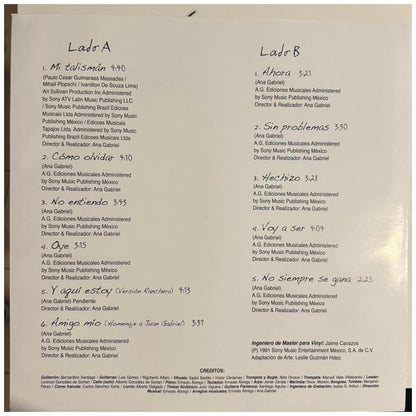 Lado A
1. Mi talismán 4:40
(Paulo Cesar Guimaraes Massadas /
Mihail Plopschi / Ivanilton De Souza Lima)
Art Sullivan Production Inc Administered
by Sony ATV Latin Music Publishing LLC
/ Sony Music Publishing Brazil Edicoes
Musicais Ltda Administered by Sony Music
Publishing México / Edicoes Musicais
Tapajos Ltda. Administered by Sony Music
Publishing Brazil Edicoes Musicais Ltda
Director & Realizador: Ana Gabriel
2. Cómo olvidar 4:10
(Ana Gabriel)
A.G. Ediciones Musicales Administered
by Sony Music Publishing México
Director & Realizador: Ana Gabriel
3. No entiendo 3:43
(Ana Gabriel)
A.G. Ediciones Musicales Administered
by Sony Music Publishing México
Director & Realizador: Ana Gabriel
4. Oye 3:15
(Ana Gabriel)
A.G. Ediciones Musicales Administered
by Sony Music Publishing México
Director & Realizador: Ana Gabriel
5. Y aquí estoy (Versión Ranchera) 4:13
(Ana Gabriel) Pendiente
Director & Realizador: Ana Gabriel
6. Amigo mío (Homenaje a Juan Gabriel) 3:37
(Ana Gabriel)
A.G. Ediciones Musicales Administered
by Sony Music Publishing México
Director & Realizador: Ana Gabriel
Lado B
1. Ahora 3:21
(Ana Gabriel)
A.G. Ediciones Musicales Administered
by Sony Music Publishing México
Director & Realizador: Ana Gabriel
2. Sin problemas 3:30
(Ana Gabriel)
A.G. Ediciones Musicales Administered
by Sony Music Publishing México
Director & Realizador: Ana Gabriel
3. Hechizo 3:21
(Ana Gabriel)
A.G. Ediciones Musicales Administered
by Sony Music Publishing México
Director & Realizador: Ana Gabriel
4. Voy a ser 4:04
(Ana Gabriel)
A.G. Ediciones Musicales Administered
by Sony Music Publishing México
Director & Realizador: Ana Gabriel
5. No siempre se gana 2:25
(Ana Gabriel)
A.G. Ediciones Musicales Administered
by Sony Music Publishing México
Director & Realizador: Ana Gabriel
Ingeniero de Master para Vinyl: Jaime Cavazos
(P) 1991 Sony Music Entertainment México, S.A. de C.V.
Adaptación de Arte: Leslie Guzmán Hdez.
CREDITOS: